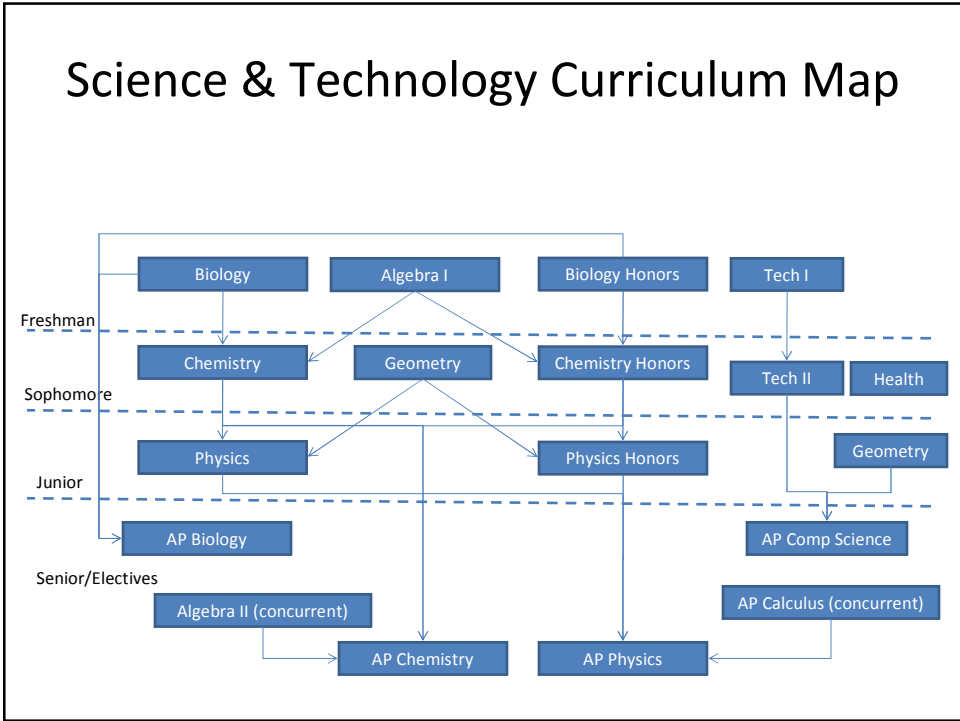 Science & Technology Curriculum Map
Biology
Algebra I
Biology Honors
Tech I
Freshman
Chemistry
Geometry
Chemistry Honors
Tech II
Health
Sophomore
Physics
Physics Honors
Geometry
Junior
AP Biology
AP Comp Science
Senior/Electives
Algebra II (concurrent)
AP Calculus (concurrent)
AP Chemistry
AP Physics